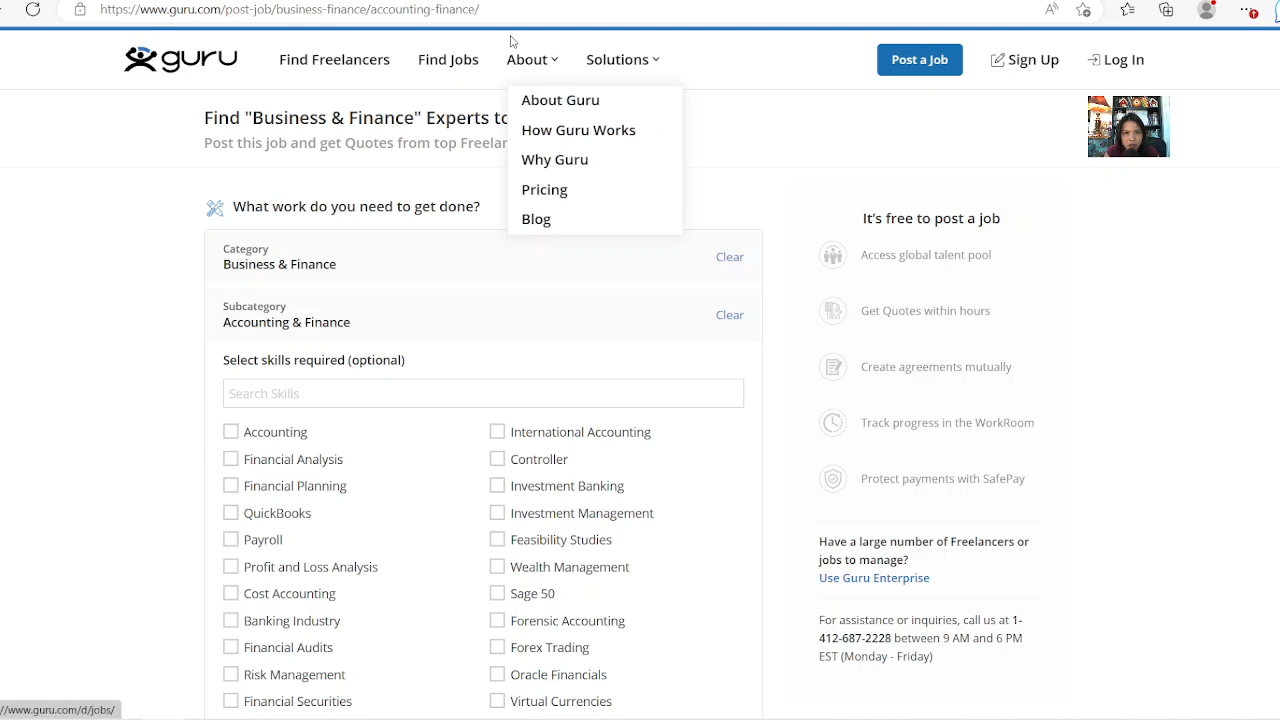 https://www.guru.com/post-job/business-finance/accounting-finance/
guru
Find Freelancers
Find Jobs
About
Solutions
Post a Job
Sign Up
Log In
About Guru
How Guru Works
Why Guru
Pricing
Blog
Find "Business & Finance" Experts to
Post this job and get Quotes from top Freelan
What work do you need to get done?
Category
Business & Finance
Clear
Subcategory
Accounting & Finance
Clear
Select skills required (optional)
Search Skills
Accounting
International Accounting
Financial Analysis
Controller
Financial Planning
Investment Banking
QuickBooks
Investment Management
Payroll
Feasibility Studies
Profit and Loss Analysis
Wealth Management
Cost Accounting
Sage 50
Banking Industry
Forensic Accounting
Financial Audits
Forex Trading
Risk Management
Oracle Financials
Financial Securities
Virtual Currencies
It's free to post a job
Access global talent pool
Get Quotes within hours
Create agreements mutually
Track progress in the WorkRoom
Protect payments with SafePay
Have a large number of Freelancers or
jobs to manage?
Use Guru Enterprise
For assistance or inquiries, call us at 1-
412-687-2228 between 9 AM and 6 PM
EST (Monday - Friday)
//www.guru.com/d/jobs/